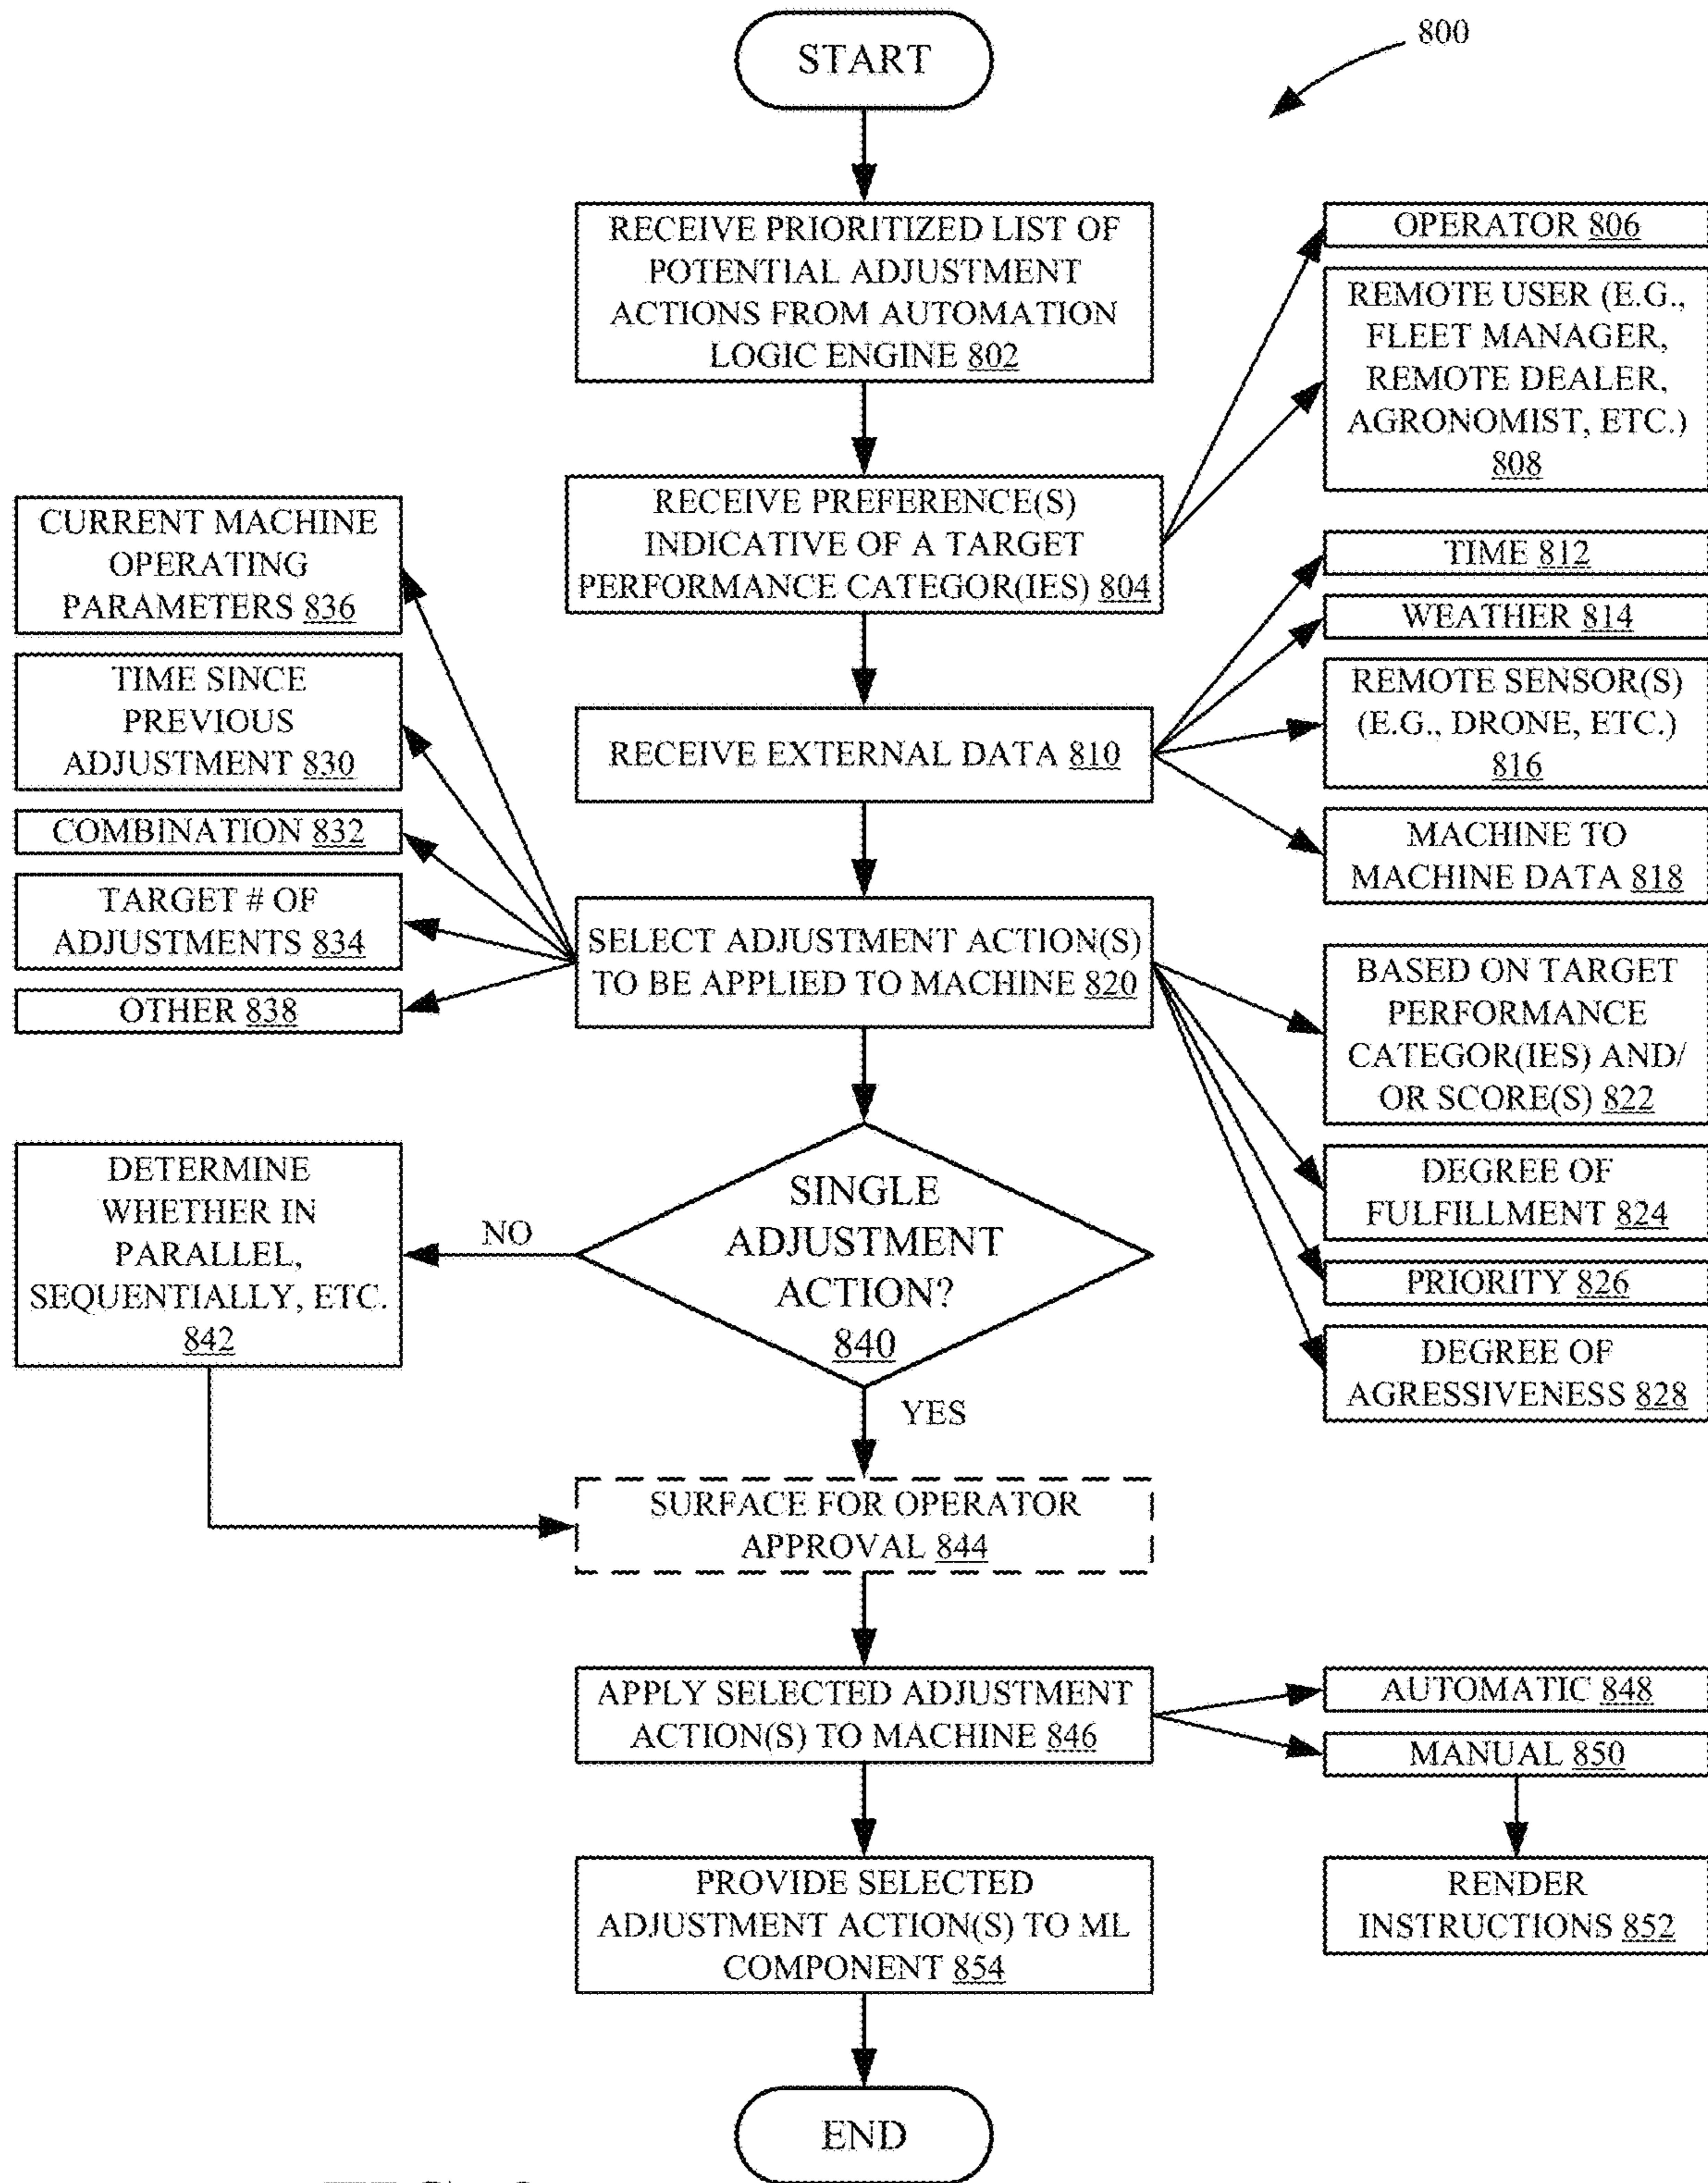 START
800
RECEIVE PRIORITIZED LIST OF
POTENTIAL ADJUSTMENT
ACTIONS FROM AUTOMATION
LOGIC ENGINE 802
OPERATOR 806
REMOTE USER (E.G.,
FLEET MANAGER,
REMOTE DEALER,
AGRONOMIST, ETC.)
808
RECEIVE PREFERENCE(S)
INDICATIVE OF A TARGET
PERFORMANCE CATEGOR(IES) 804
CURRENT MACHINE
OPERATING
PARAMETERS 836
TIME SINCE
PREVIOUS
ADJUSTMENT 830
COMBINATION 832
TARGET # OF
ADJUSTMENTS 834
OTHER 838
RECEIVE EXTERNAL DATA 810
TIME 812
WEATHER 814
REMOTE SENSOR(S)
(E.G., DRONE, ETC.)
816
MACHINE TO
MACHINE DATA 818
SELECT ADJUSTMENT ACTION(S)
TO BE APPLIED TO MACHINE 820
BASED ON TARGET
PERFORMANCE
CATEGOR(IES) AND/
OR SCORE(S) 822
DEGREE OF
FULFILLMENT 824
PRIORITY 826
DEGREE OF
AGRESSIVENESS 828
SINGLE
ADJUSTMENT
ACTION?
840
NO
DETERMINE
WHETHER IN
PARALLEL,
SEQUENTIALLY, ETC.
842
YES
SURFACE FOR OPERATOR
APPROVAL 844
APPLY SELECTED ADJUSTMENT
ACTION(S) TO MACHINE 846
AUTOMATIC 848
MANUAL 850
RENDER
INSTRUCTIONS 852
PROVIDE SELECTED
ADJUSTMENT ACTION(S) TO ML
COMPONENT 854
END